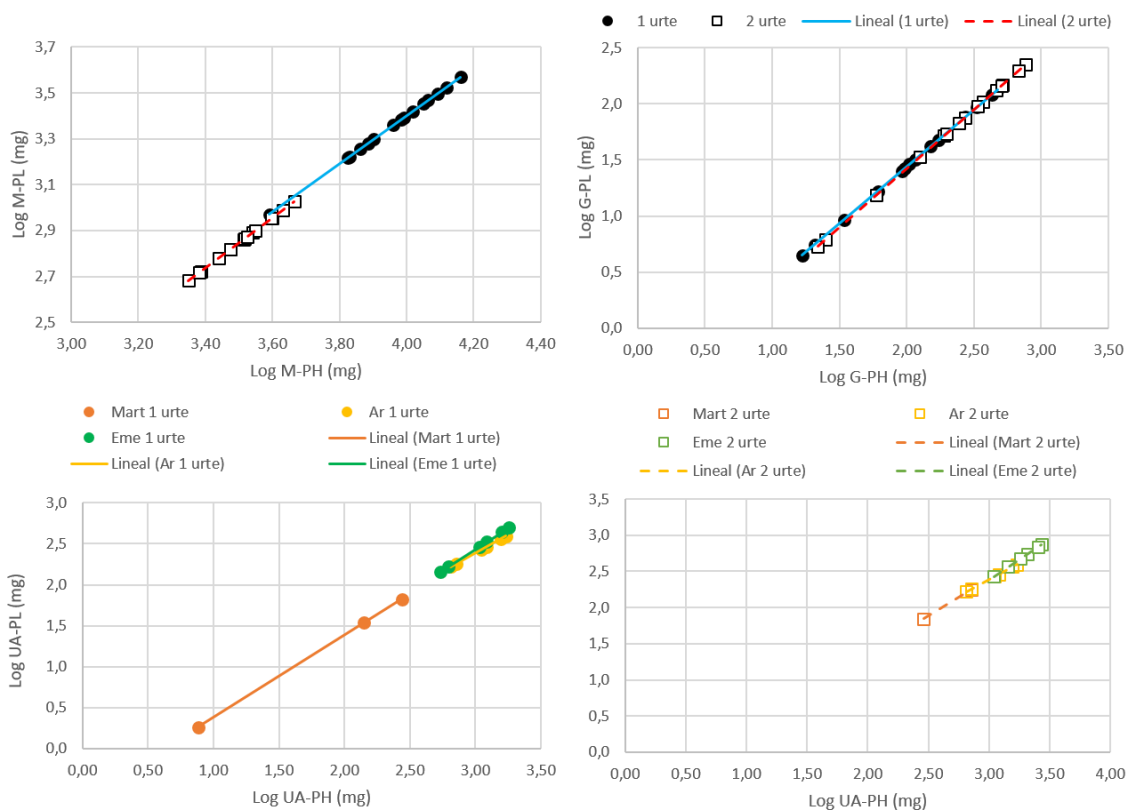 1 urte 2 urte Lineal (1 urte) Lineal (2 urte)
3,7
3,5
3,3
3,1
2,9
2,7
2,5
Log M-PL (mg)
3,00 3,20 3,40 3,60 3,80 4,00 4,20 4,40
Log M-PH (mg)
2,5
2,0
1,5
1,0
0,5
0,0
Log G-PL (mg)
0,00 0,50 1,00 1,50 2,00 2,50 3,00 3,50
Log G-PH (mg)
Mart 1 urte Ar 1 urte
Eme 1 urte Lineal (Mart 1 urte)
Lineal (Ar 1 urte) Lineal (Eme 1 urte)
3,0
2,5
2,0
1,5
1,0
0,5
0,0
Log UA-PL (mg)
0,00 0,50 1,00 1,50 2,00 2,50 3,00 3,50
Log UA-PH (mg)
Mart 2 urte Ar 2 urte
Eme 2 urte Lineal (Mart 2 urte)
Lineal (Ar 2 urte) Lineal (Eme 2 urte)
3,5
3,0
2,5
2,0
1,5
1,0
0,5
0,0
0,00 0,50 1,00 1,50 2,00 2,50 3,00 3,50 4,00
Log UA-PH (mg)